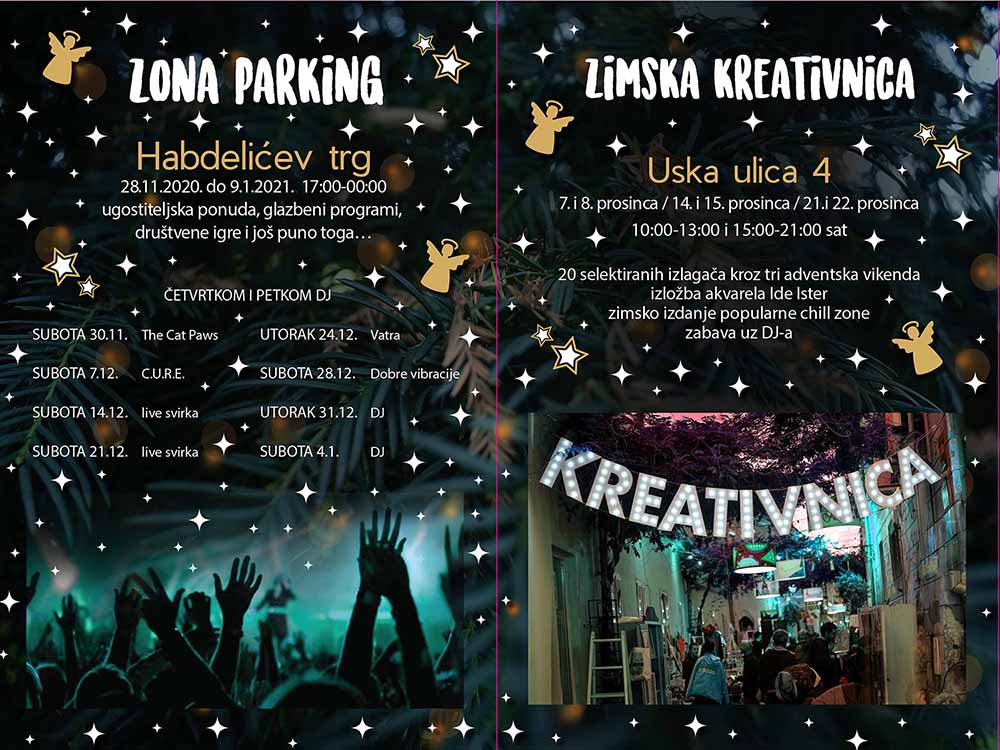 ZONA PARKING
Habdelićev trg
28.11.2020. do 9.1.2021. 17:00-00:00
ugostiteljska ponuda, glazbeni programi,
društvene igre i još puno toga...
ČETVRTKOM I PETKOM DJ
SUBOTA 30.11. The Cat Paws
SUBOTA 7.12. C.U.R.E.
SUBOTA 14.12. live svirka
SUBOTA 21.12. live svirka
UTORAK 24.12. Vatra
SUBOTA 28.12. Dobre vibracije
UTORAK 31.12. DJ
SUBOTA 4.1. DJ
ZIMSKA KREATIVNICA
Uska ulica 4
7. i 8. prosinca / 14. i 15. prosinca / 21.i 22. prosinca
10:00-13:00 i 15:00-21:00 sat
20 selektiranih izlagača kroz tri adventska vikenda
izložba akvarela Ide Ister
zimsko izdanje popularne chill zone
zabava uz DJ-a
KREATIVNICA